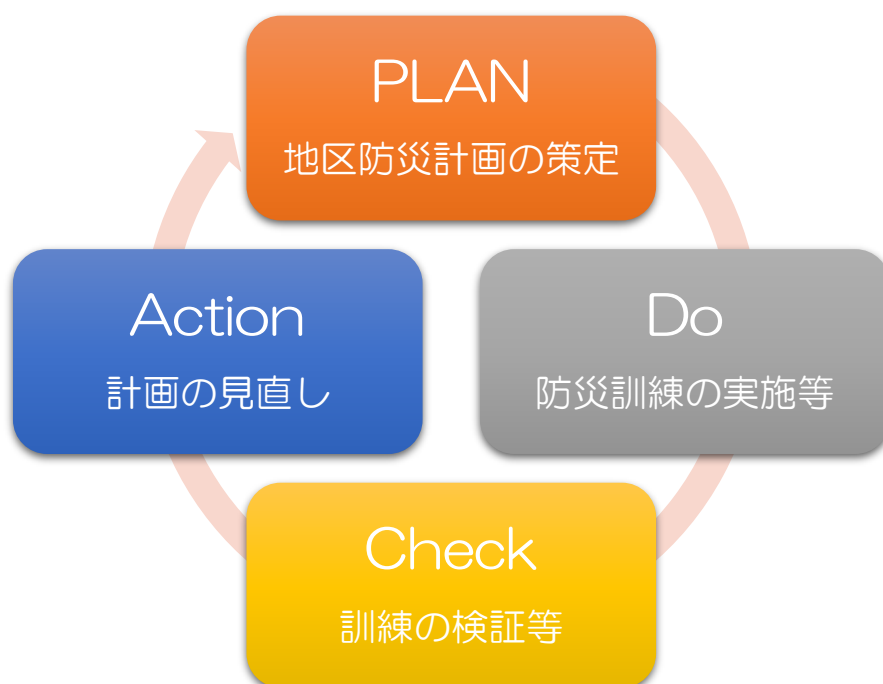 PLAN
地区防災計画の策定
Action
計画の見直し
Do
防災訓練の実施等
Check
訓練の検証等